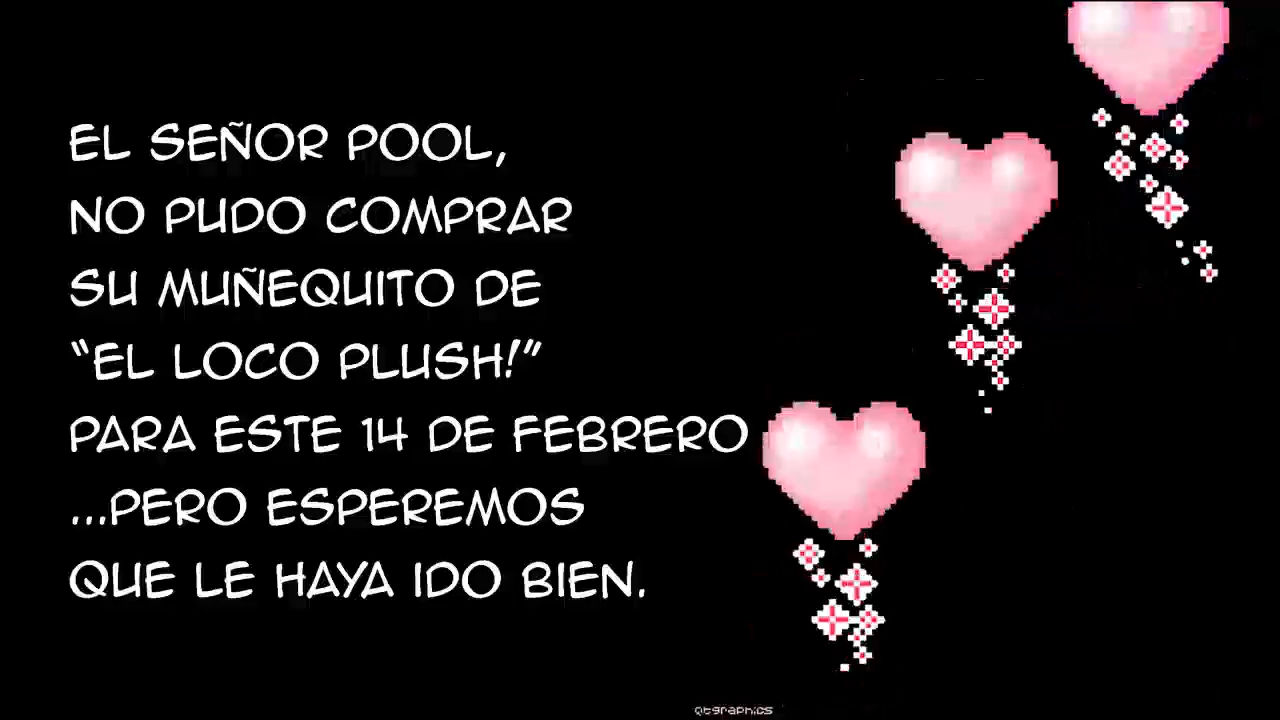 EL SEÑOR POOL,
NO PUDO COMPRAR
SU MUÑEQUITO DE
“EL LOCO PLUSH!”
PARA ESTE 14 DE FEBRERO
...PERO ESPEREMOS
QUE LE HAYA IDO BIEN.
Qtgraphics